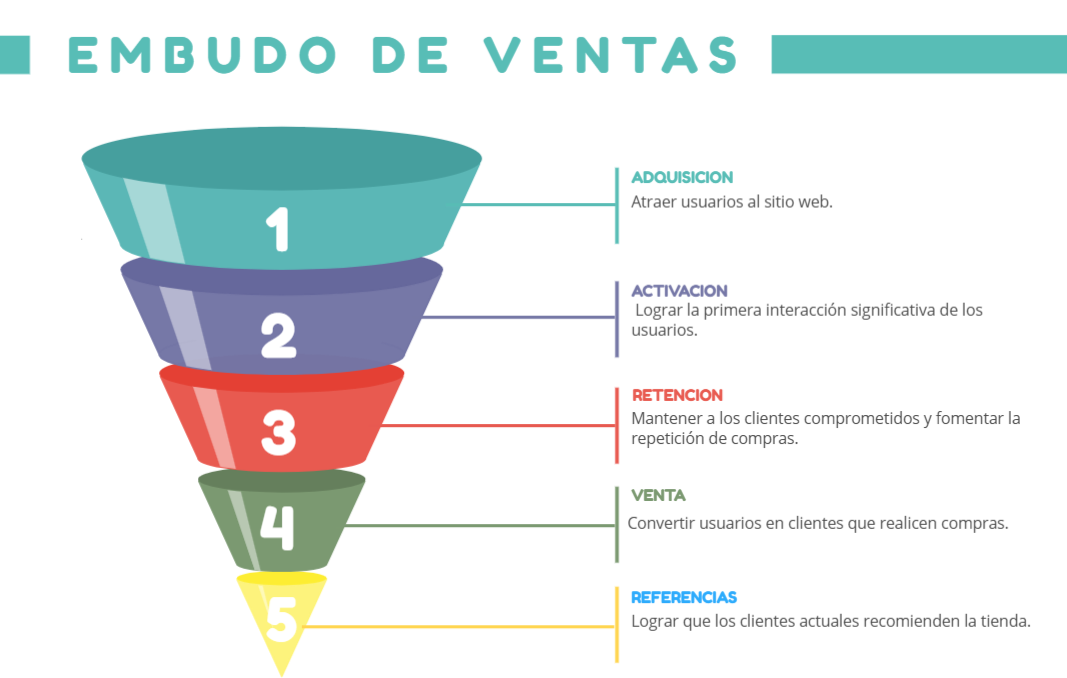 EMBUDO DE VENTAS
1
ADQUISICION
Atraer usuarios al sitio web.
2
ACTIVACION
Lograr la primera interacción significativa de los
usuarios.
3
RETENCION
Mantener a los clientes comprometidos y fomentar la
repetición de compras.
4
VENTA
Convertir usuarios en clientes que realicen compras.
5
REFERENCIAS
Lograr que los clientes actuales recomienden la tienda.